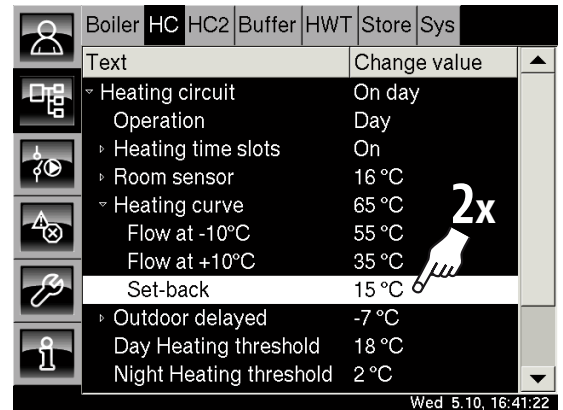 Boiler HC HC2 Buffer HWT Store Sys
Text Change value
Heating circuit On day
Operation Day
Heating time slots On
Room sensor 16 °C
Heating curve 65 °C
2x
Flow at -10°C 55 °C
Flow at +10°C 35 °C
Set-back 15 °C
Outdoor delayed -7 °C
Day Heating threshold 18 °C
Night Heating threshold 2 °C
Wed 5.10, 16:41:22